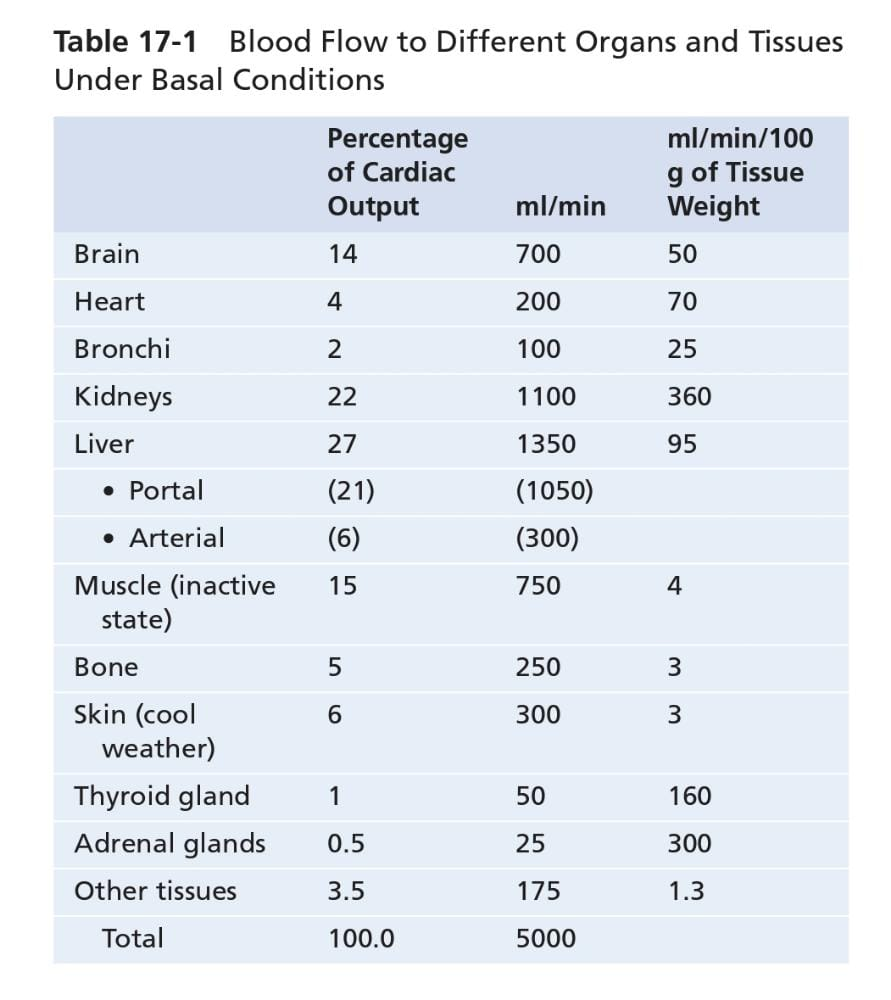 Table 17-1 Blood Flow to Different Organs and Tissues
Under Basal Conditions
Percentage
of Cardiac
Output
ml/min
ml/min/100
g of Tissue
Weight
Brain 14 700 50
Heart 4 200 70
Bronchi 2 100 25
Kidneys 22 1100 360
Liver 27 1350 95
• Portal (21) (1050)
• Arterial (6) (300)
Muscle (inactive 15 750 4
state)
Bone 5 250 3
Skin (cool 6 300 3
weather)
Thyroid gland 1 50 160
Adrenal glands 0.5 25 300
Other tissues 3.5 175 1.3
Total 100.0 5000